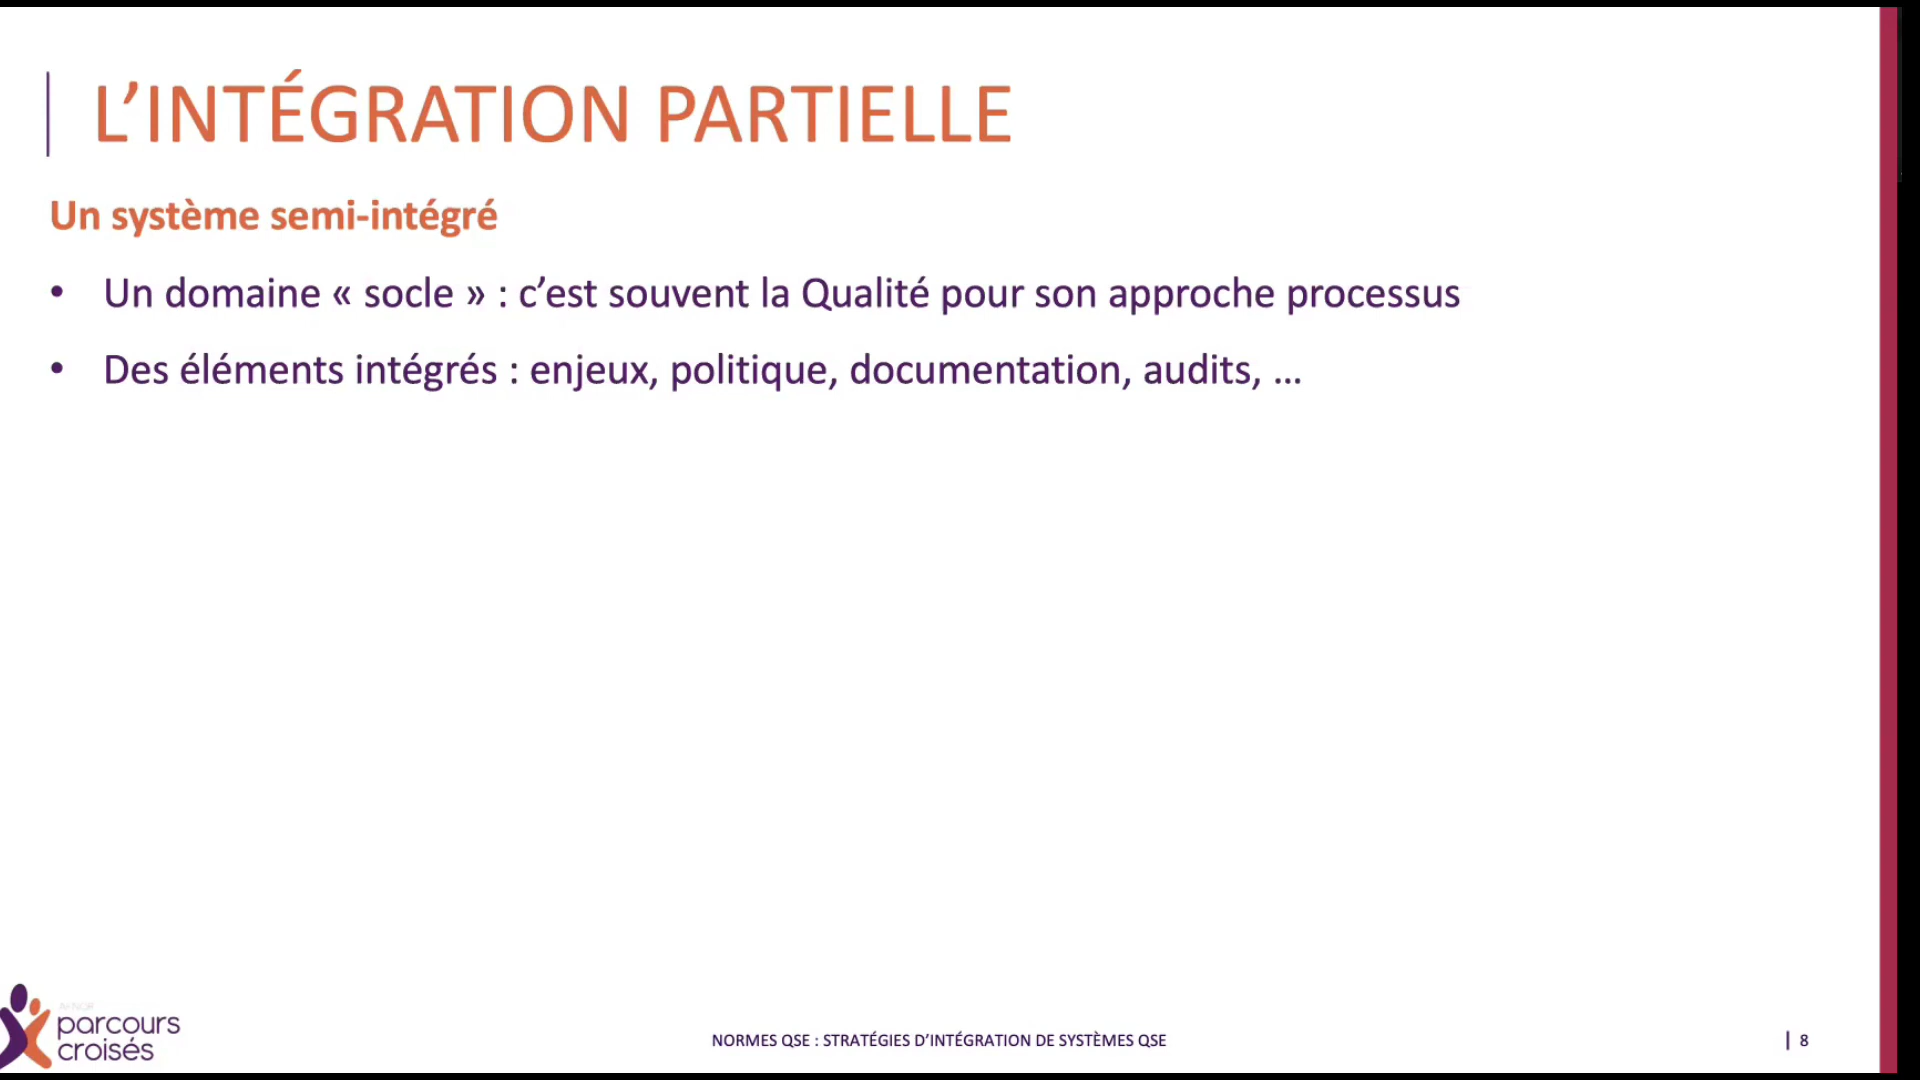 L’INTÉGRATION PARTIELLE
Un système semi-intégré
• Un domaine « socle » : c’est souvent la Qualité pour son approche processus
• Des éléments intégrés : enjeux, politique, documentation, audits, ...
AFNOR
parcours
croisés
NORMES QSE : STRATÉGIES D’INTÉGRATION DE SYSTÈMES QSE
| 8